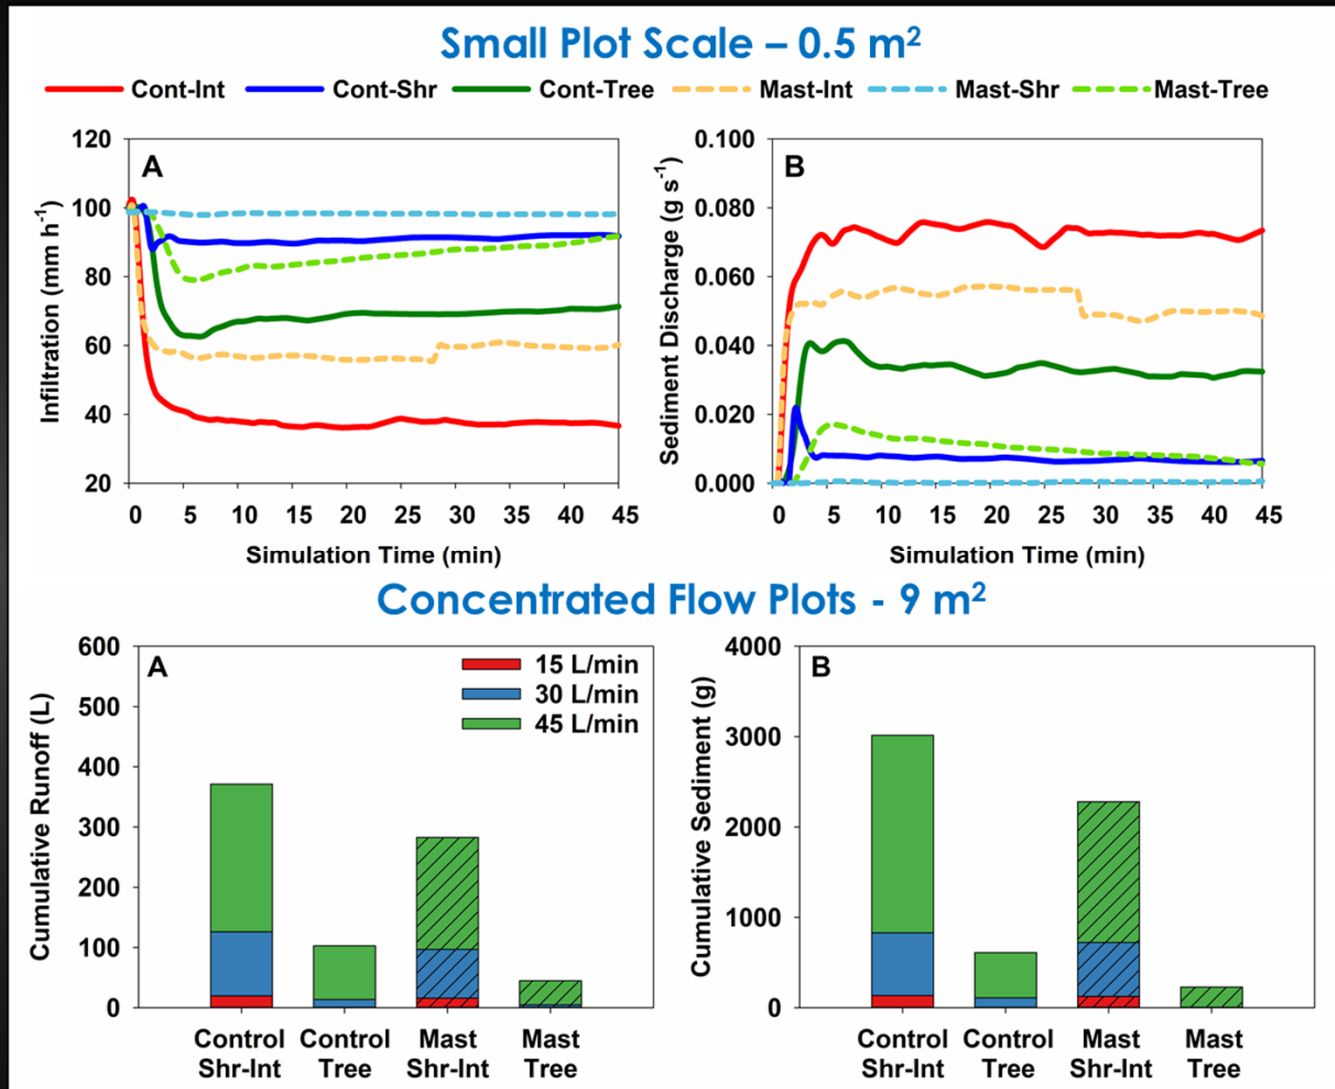 Small Plot Scale – 0.5 m²
Cont-Int Cont-Shr Cont-Tree Mast-Int Mast-Shr Mast-Tree
A
Infiltration (mm h⁻¹)
120
100
80
60
40
20
0 5 10 15 20 25 30 35 40 45
Simulation Time (min)
B
Sediment Discharge (g s⁻¹)
0.100
0.080
0.060
0.040
0.020
0.000
0 5 10 15 20 25 30 35 40 45
Simulation Time (min)
Concentrated Flow Plots - 9 m²
A
Cumulative Runoff (L)
600
500
400
300
200
100
0
15 L/min
30 L/min
45 L/min
Control Control Mast Mast
Shr-Int Tree Shr-Int Tree
B
Cumulative Sediment (g)
4000
3000
2000
1000
0
Control Control Mast Mast
Shr-Int Tree Shr-Int Tree